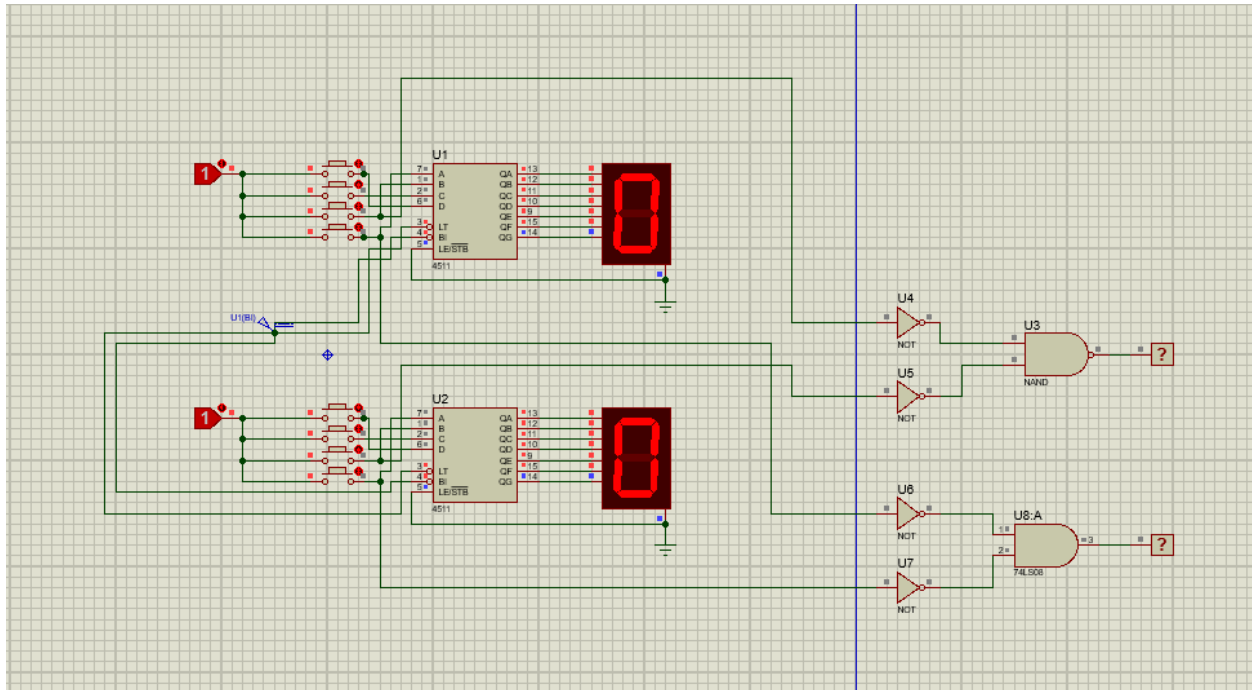 U1
1
7 A QA 13
1 B QB 12
2 C QC 11
6 D QD 10
QE 9
3 LT QF 15
4 BI QG 14
5 LE/STB
4511
U1(BI)
U4
NOT
U3
NAND
?
U5
NOT
U2
1
7 A QA 13
1 B QB 12
2 C QC 11
6 D QD 10
QE 9
3 LT QF 15
4 BI QG 14
5 LE/STB
4511
U6
NOT
U8:A
1
2
3
?
74LS08
U7
NOT